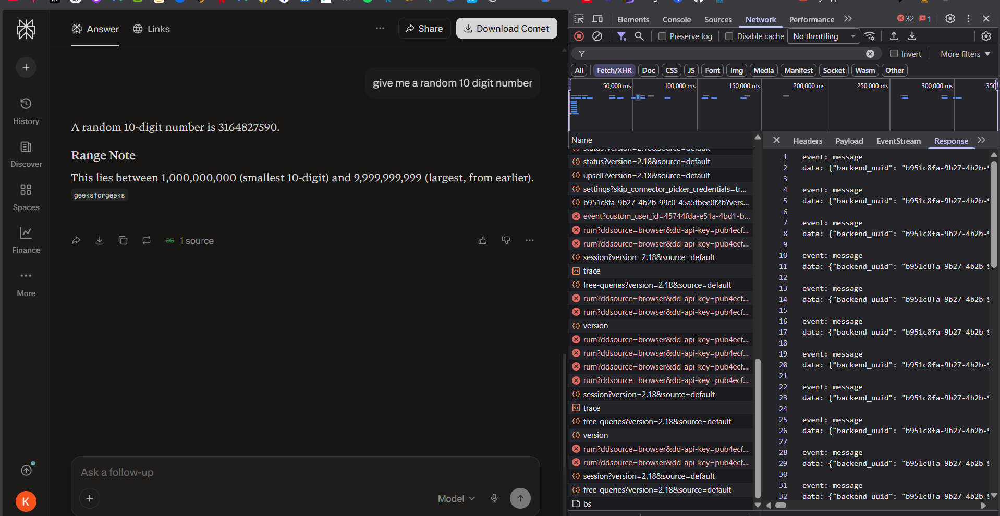 Answer
Links
Share
Download Comet
History
Discover
Spaces
Finance
More
K
give me a random 10 digit number
A random 10-digit number is 3164827590.
Range Note
This lies between 1,000,000,000 (smallest 10-digit) and 9,999,999,999 (largest, from earlier).
geeksforgeeks
1 source
Ask a follow-up
Model
Elements
Console
Sources
Network
Performance
32
1
Preserve log
Disable cache
No throttling
Invert
More filters
All
Fetch/XHR
Doc
CSS
JS
Font
Img
Media
Manifest
Socket
Wasm
Other
50,000 ms
100,000 ms
150,000 ms
200,000 ms
250,000 ms
300,000 ms
350
Name
status?version=2.18&source=default
status?version=2.18&source=default
upsell?version=2.18&source=default
settings?skip_connector_picker_credentials=tr...
b951c8fa-9b27-4b2b-99c0-45a5fbee0f2b?vers...
event?custom_user_id=45744fda-e51a-4bd1-b...
rum?ddsource=browser&dd-api-key=pub4ecf...
rum?ddsource=browser&dd-api-key=pub4ecf...
session?version=2.18&source=default
trace
free-queries?version=2.18&source=default
rum?ddsource=browser&dd-api-key=pub4ecf...
rum?ddsource=browser&dd-api-key=pub4ecf...
version
rum?ddsource=browser&dd-api-key=pub4ecf...
rum?ddsource=browser&dd-api-key=pub4ecf...
rum?ddsource=browser&dd-api-key=pub4ecf...
rum?ddsource=browser&dd-api-key=pub4ecf...
session?version=2.18&source=default
trace
free-queries?version=2.18&source=default
version
rum?ddsource=browser&dd-api-key=pub4ecf...
rum?ddsource=browser&dd-api-key=pub4ecf...
session?version=2.18&source=default
free-queries?version=2.18&source=default
bs
Headers
Payload
EventStream
Response
1 event: message
2 data: {"backend_uuid": "b951c8fa-9b27-4b2b-9
3
4 event: message
5 data: {"backend_uuid": "b951c8fa-9b27-4b2b-9
6
7 event: message
8 data: {"backend_uuid": "b951c8fa-9b27-4b2b-9
9
10 event: message
11 data: {"backend_uuid": "b951c8fa-9b27-4b2b-9
12
13 event: message
14 data: {"backend_uuid": "b951c8fa-9b27-4b2b-9
15
16 event: message
17 data: {"backend_uuid": "b951c8fa-9b27-4b2b-9
18
19 event: message
20 data: {"backend_uuid": "b951c8fa-9b27-4b2b-9
21
22 event: message
23 data: {"backend_uuid": "b951c8fa-9b27-4b2b-9
24
25 event: message
26 data: {"backend_uuid": "b951c8fa-9b27-4b2b-9
27
28 event: message
29 data: {"backend_uuid": "b951c8fa-9b27-4b2b-9
30
31 event: message
32 data: {"backend_uuid": "b951c8fa-9b27-4b2b-9